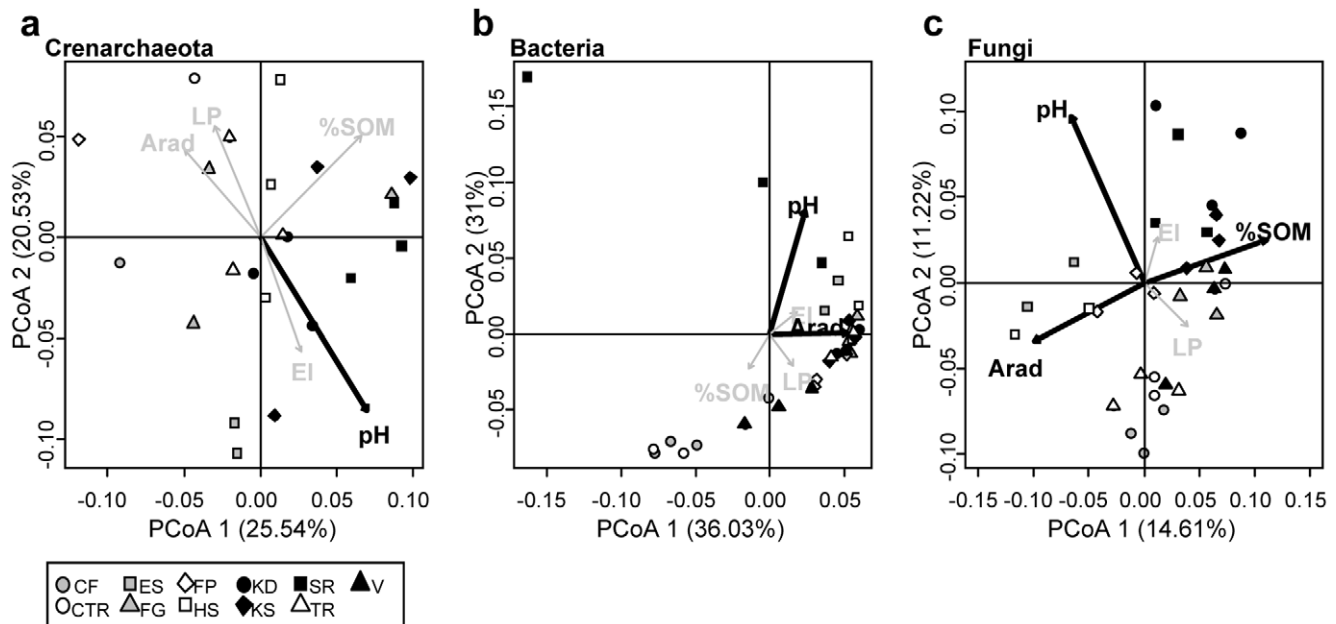 a
Crenarchaeota
LP
Arad
%SOM
EI
pH
PCoA 2 (20.53%)
0.05
0.00
-0.05
-0.10
-0.10 -0.05 0.00 0.05 0.10
PCoA 1 (25.54%)
b
Bacteria
pH
EI
Arad
%SOM
LP
PCoA 2 (31%)
0.15
0.10
0.05
0.00
-0.05
-0.10 -0.05 0.00 0.05
PCoA 1 (36.03%)
c
Fungi
pH
EI
%SOM
Arad
LP
PCoA 2 (11.22%)
0.10
0.05
0.00
-0.05
-0.10
-0.10 -0.05 0.00 0.05 0.10 0.15
PCoA 1 (14.61%)
CF ES FP KD SR V
CTR FG HS KS TR